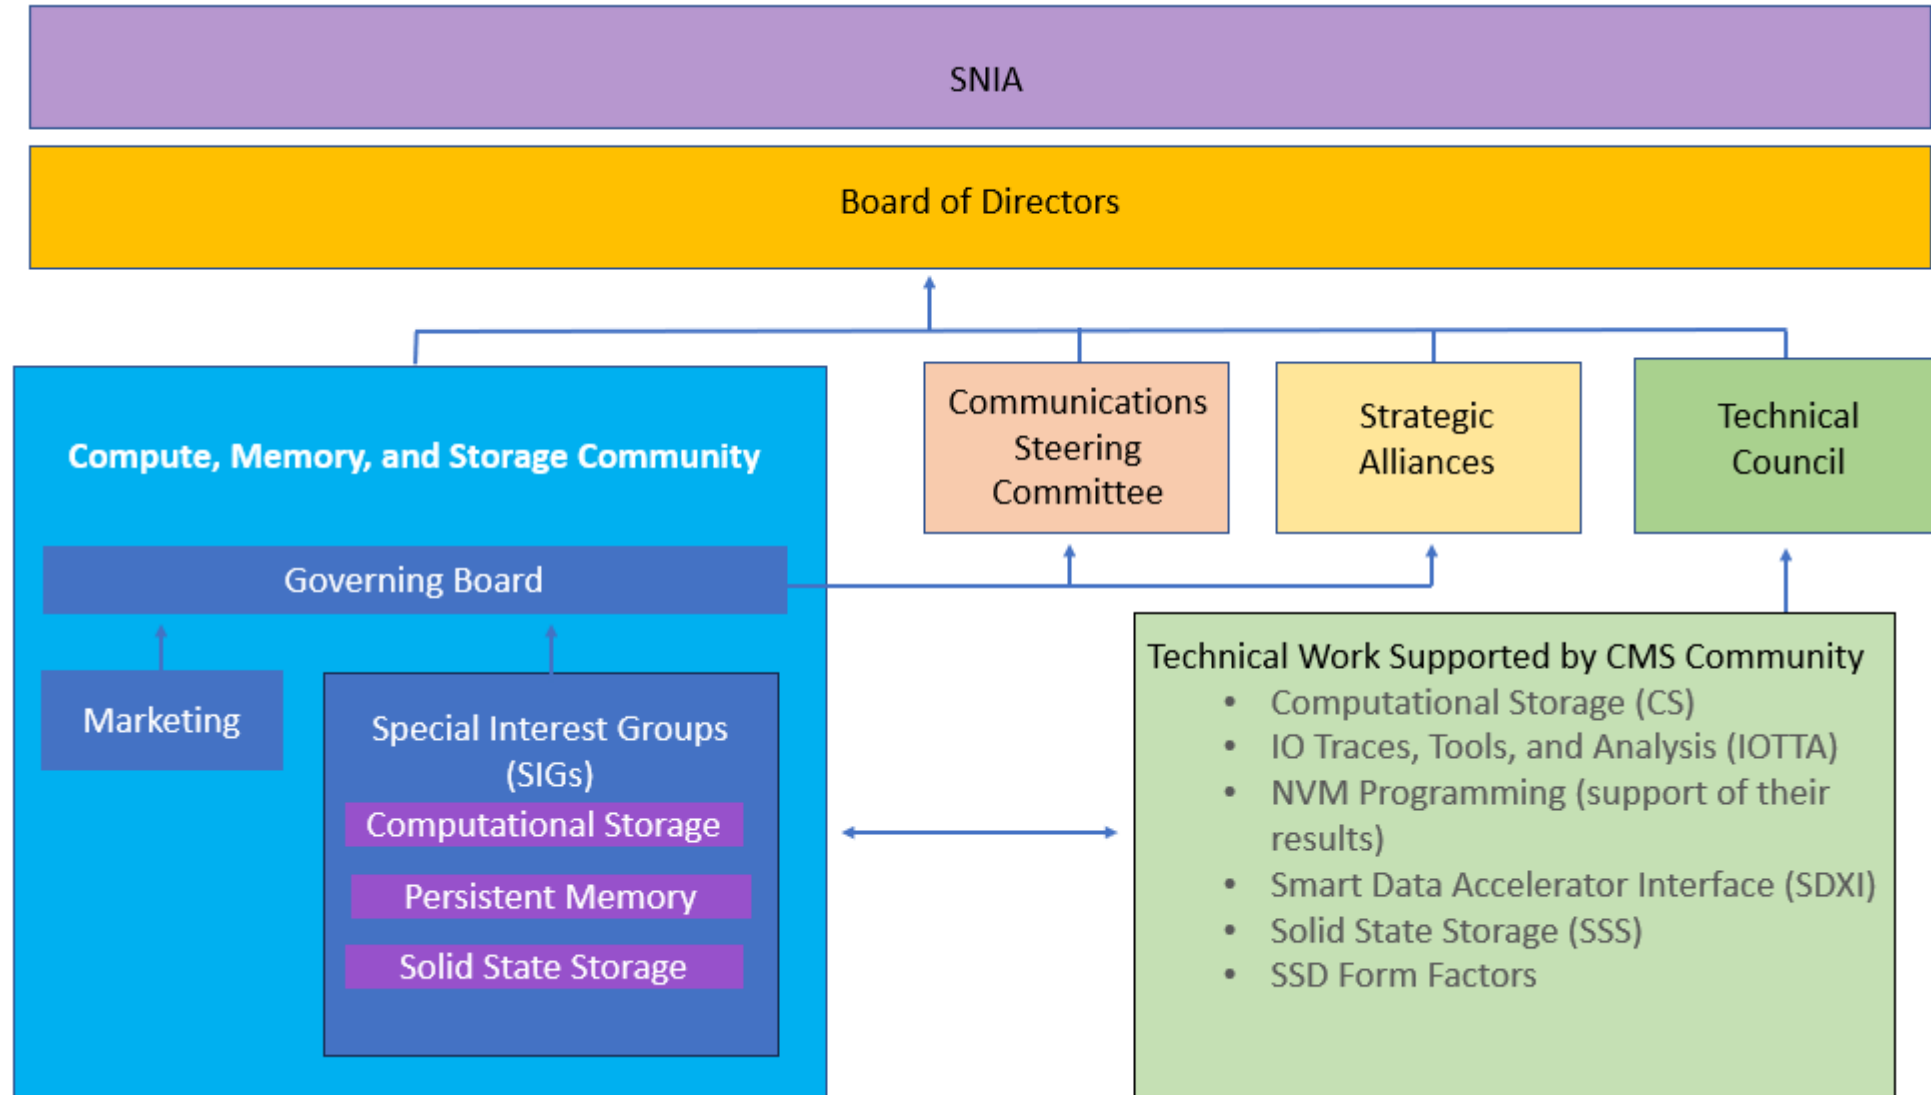 SNIA
Board of Directors
Compute, Memory, and Storage Community
Governing Board
Marketing
Special Interest Groups
(SIGs)
Computational Storage
Persistent Memory
Solid State Storage
Communications
Steering
Committee
Strategic
Alliances
Technical
Council
Technical Work Supported by CMS Community
• Computational Storage (CS)
• IO Traces, Tools, and Analysis (IOTTA)
• NVM Programming (support of their
results)
• Smart Data Accelerator Interface (SDXI)
• Solid State Storage (SSS)
• SSD Form Factors